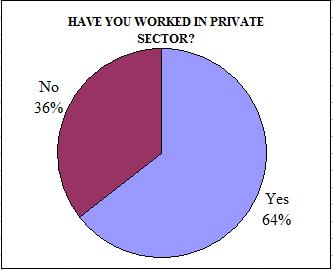 HAVE YOU WORKED IN PRIVATE
SECTOR?
No
36%
Yes
64%